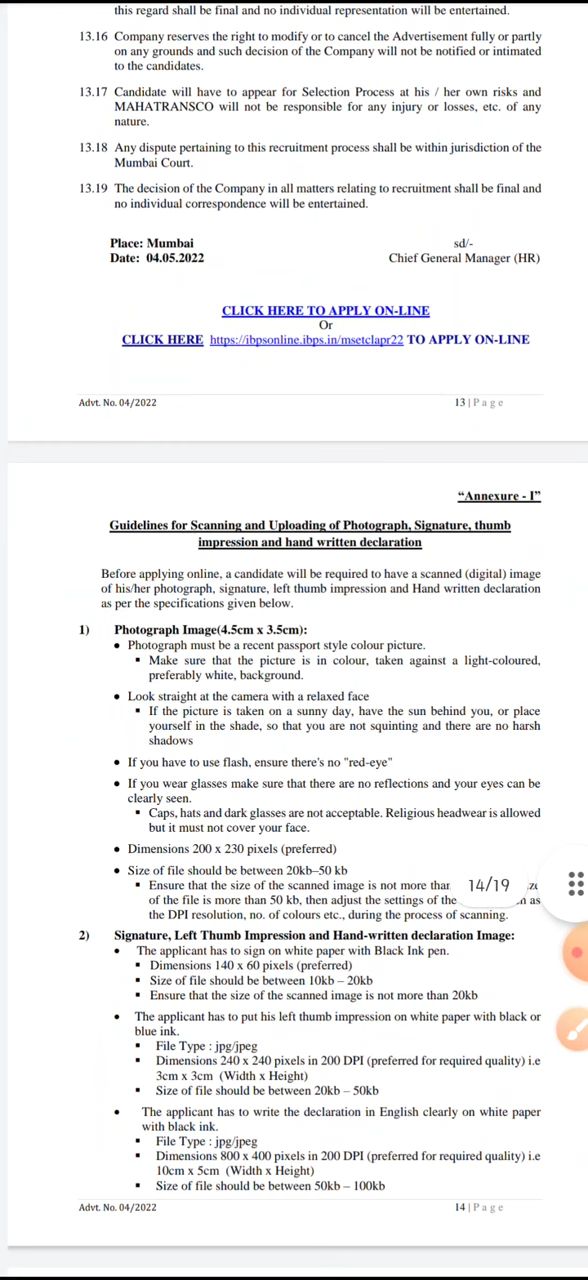 this regard shall be final and no individual representation will be entertained.
13.16 Company reserves the right to modify or to cancel the Advertisement fully or partly
on any grounds and such decision of the Company will not be notified or intimated
to the candidates.
13.17 Candidate will have to appear for Selection Process at his / her own risks and
MAHATRANSCO will not be responsible for any injury or losses, etc. of any
nature.
13.18 Any dispute pertaining to this recruitment process shall be within jurisdiction of the
Mumbai Court.
13.19 The decision of the Company in all matters relating to recruitment shall be final and
no individual correspondence will be entertained.
Place: Mumbai
sd/-
Date: 04.05.2022
Chief General Manager (HR)
CLICK HERE TO APPLY ON-LINE
Or
CLICK HERE https://ibpsonline.ibps.in/msetclapr22 TO APPLY ON-LINE
Advt. No. 04/2022
13 | P a g e
“Annexure - I”
Guidelines for Scanning and Uploading of Photograph, Signature, thumb
impression and hand written declaration
Before applying online, a candidate will be required to have a scanned (digital) image
of his/her photograph, signature, left thumb impression and Hand written declaration
as per the specifications given below.
1) Photograph Image(4.5cm x 3.5cm):
• Photograph must be a recent passport style colour picture.
▪ Make sure that the picture is in colour, taken against a light-coloured,
preferably white, background.
• Look straight at the camera with a relaxed face
▪ If the picture is taken on a sunny day, have the sun behind you, or place
yourself in the shade, so that you are not squinting and there are no harsh
shadows
• If you have to use flash, ensure there's no "red-eye"
• If you wear glasses make sure that there are no reflections and your eyes can be
clearly seen.
▪ Caps, hats and dark glasses are not acceptable. Religious headwear is allowed
but it must not cover your face.
• Dimensions 200 x 230 pixels (preferred)
• Size of file should be between 20kb–50 kb
▪ Ensure that the size of the scanned image is not more
14/19
of the file is more than 50 kb, then adjust the settings of the as
the DPI resolution, no. of colours etc., during the process of scanning.
2) Signature, Left Thumb Impression and Hand-written declaration Image:
• The applicant has to sign on white paper with Black Ink pen.
▪ Dimensions 140 x 60 pixels (preferred)
▪ Size of file should be between 10kb – 20kb
▪ Ensure that the size of the scanned image is not more than 20kb
• The applicant has to put his left thumb impression on white paper with black or
blue ink.
▪ File Type : jpg/jpeg
▪ Dimensions 240 x 240 pixels in 200 DPI (preferred for required quality) i.e
3cm x 3cm (Width x Height)
▪ Size of file should be between 20kb – 50kb
• The applicant has to write the declaration in English clearly on white paper
with black ink.
▪ File Type : jpg/jpeg
▪ Dimensions 800 x 400 pixels in 200 DPI (preferred for required quality) i.e
10cm x 5cm (Width x Height)
▪ Size of file should be between 50kb – 100kb
Advt. No. 04/2022
14 | P a g e